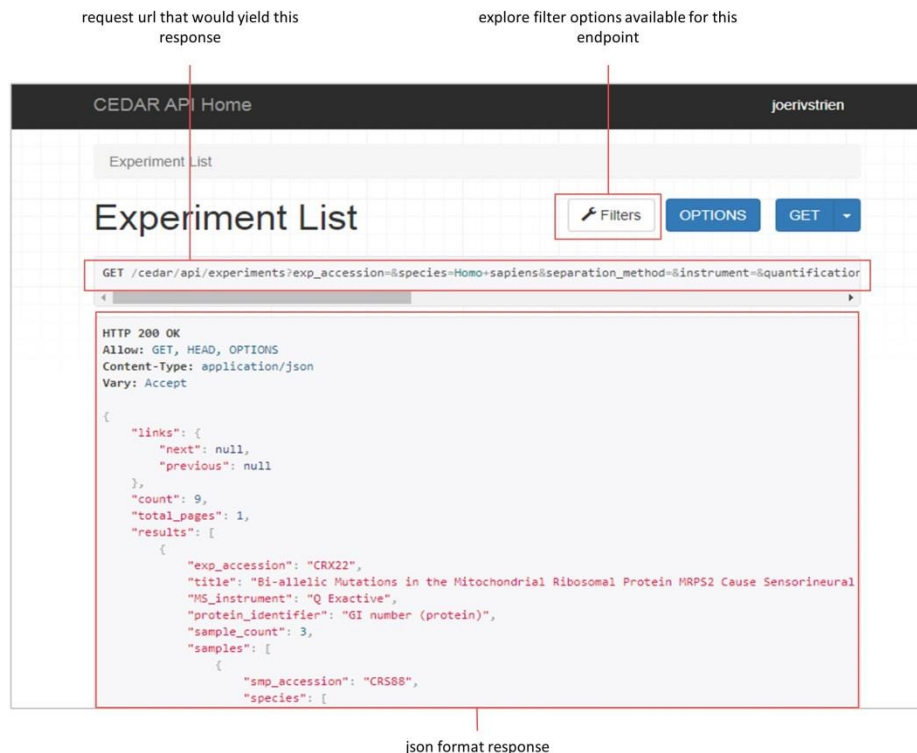 request url that would yield this
response
explore filter options available for this
endpoint
CEDAR API Home
joerivstrien
Experiment List
Experiment List
Filters
OPTIONS
GET
GET /cedar/api/experiments?exp_accession=&species=Homo+sapiens&separation_method=&instrument=&quantification
HTTP 200 OK
Allow: GET, HEAD, OPTIONS
Content-Type: application/json
Vary: Accept
{
"links": {
"next": null,
"previous": null
},
"count": 9,
"total_pages": 1,
"results": [
{
"exp_accession": "CRX22",
"title": "Bi-allelic Mutations in the Mitochondrial Ribosomal Protein MRPS2 Cause Sensorineural
"MS_instrument": "Q Exactive",
"protein_identifier": "GI number (protein)",
"sample_count": 3,
"samples": [
{
"smp_accession": "CRS88",
"species": [
json format response